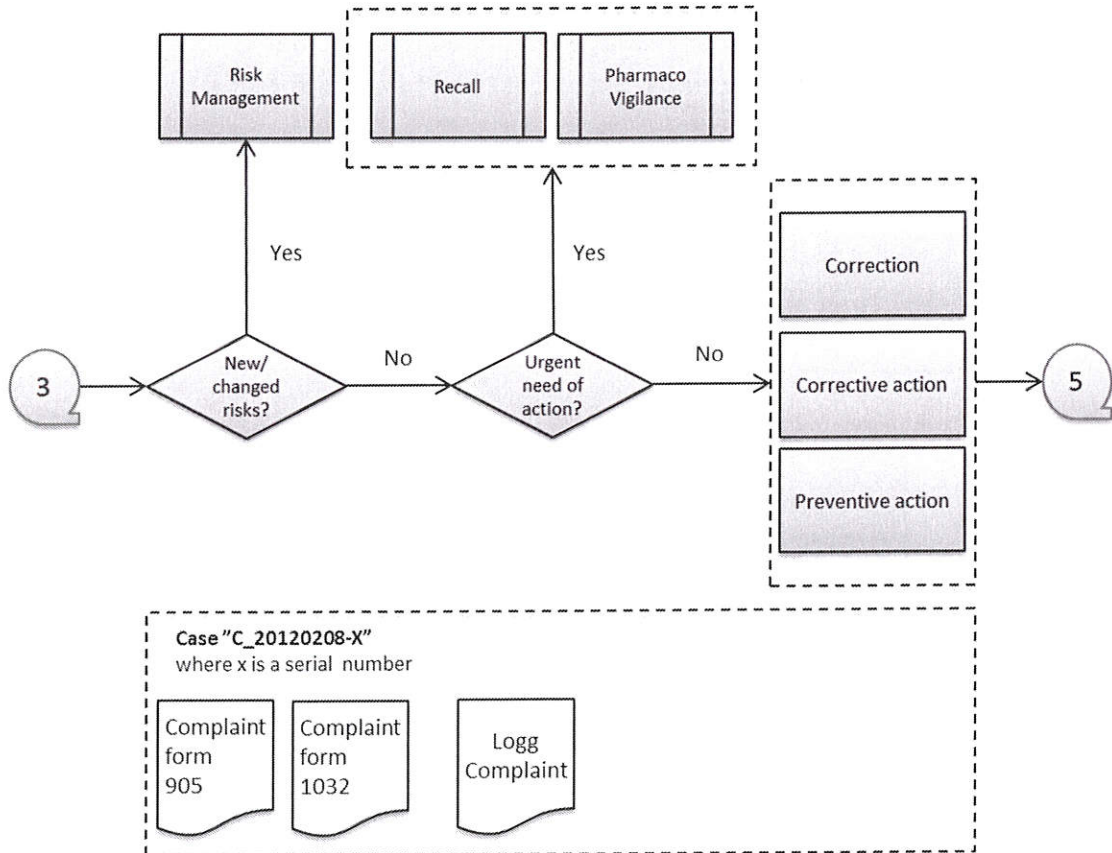 Risk
Management
Recall
Pharmaco
Vigilance
Yes
Yes
Correction
3
New/
changed
risks?
No
Urgent
need of
action?
No
Corrective action
5
Preventive action
Case "C_20120208-X"
where x is a serial number
Complaint
form
905
Complaint
form
1032
Logg
Complaint